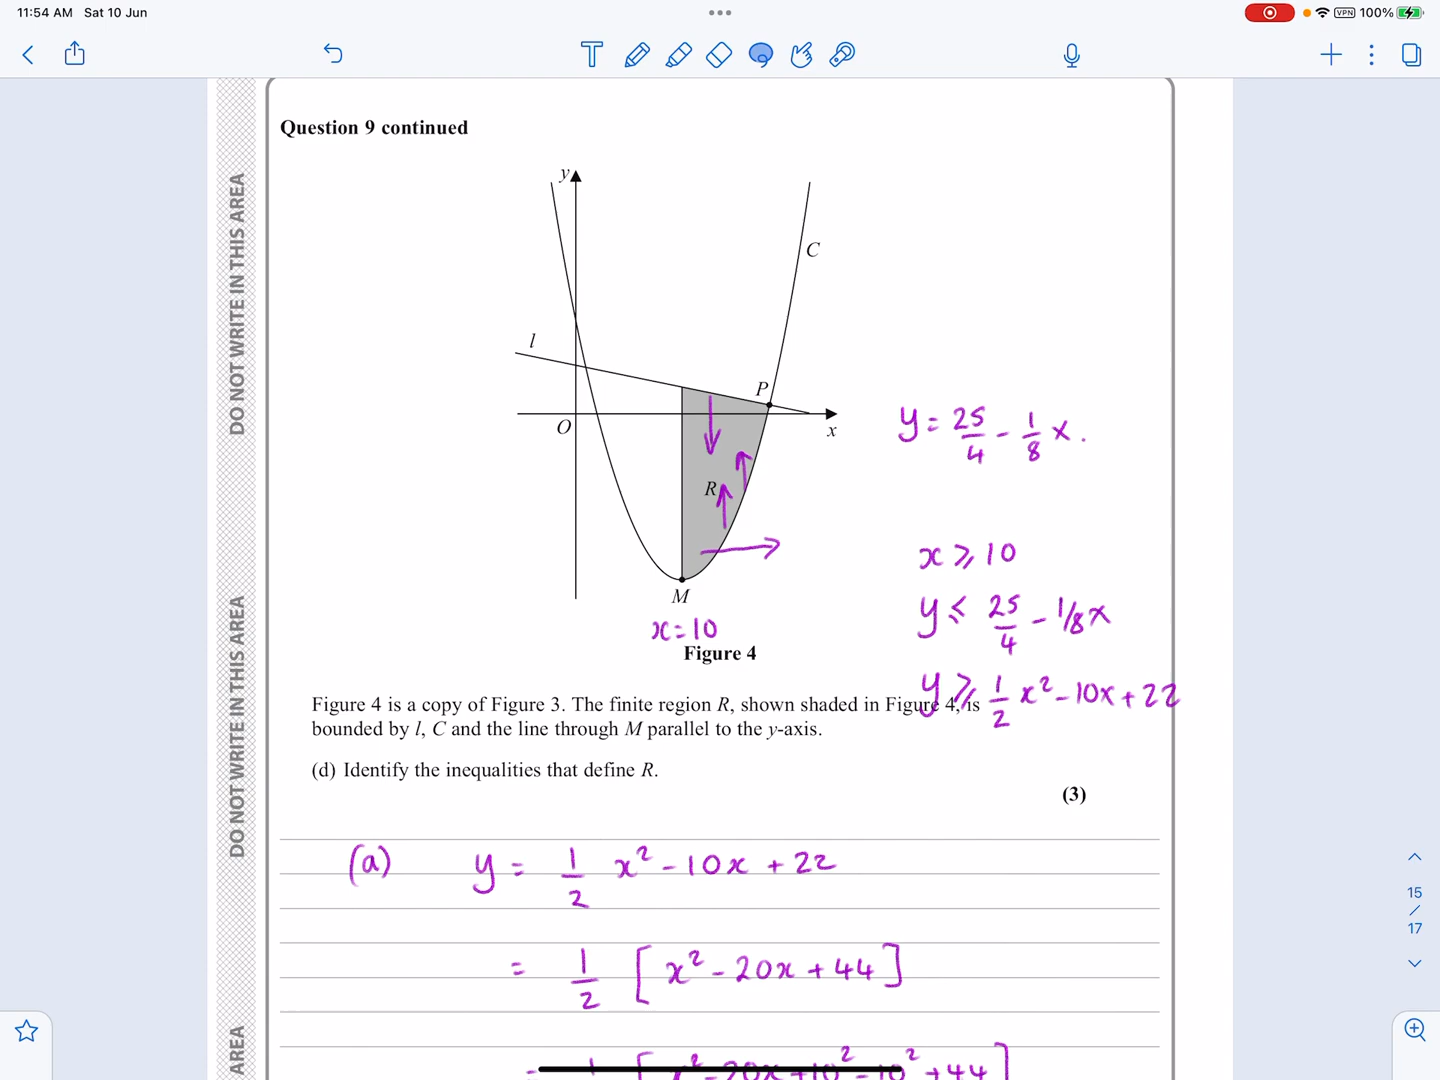 11:54 AM Sat 10 Jun
VPN 100%
DO NOT WRITE IN THIS AREA
DO NOT WRITE IN THIS AREA
AREA
Question 9 continued
y
C
l
P
O
x
R
M
x = 10
Figure 4
y = 25/4 - 1/8 x.
x ⩾ 10
y ⩽ 25/4 - 1/8x
y ⩾ 1/2 x² - 10x + 22
Figure 4 is a copy of Figure 3. The finite region R, shown shaded in Figure 4, is
bounded by l, C and the line through M parallel to the y-axis.
(d) Identify the inequalities that define R.
(3)
(a) y = 1/2 x² - 10x + 22
= 1/2 [x² - 20x + 44]
15
/
17